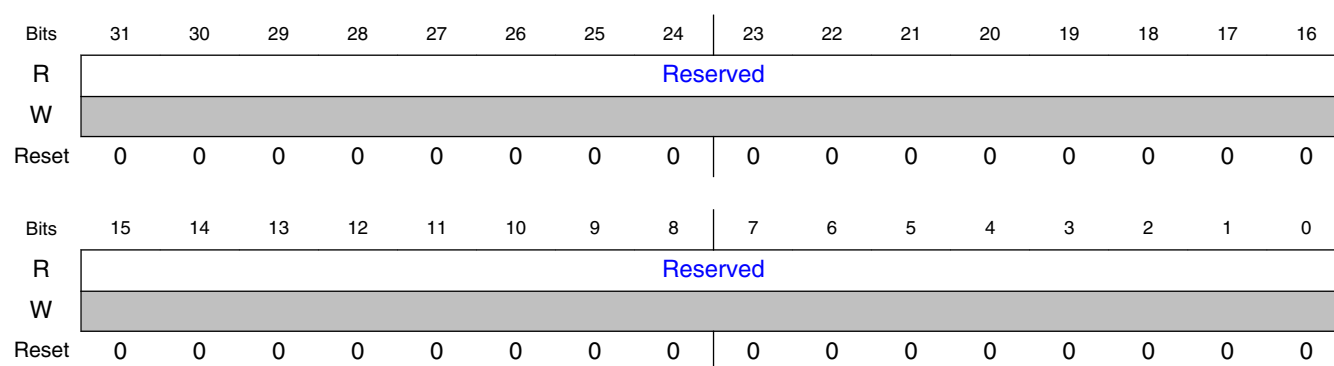 Bits 31 30 29 28 27 26 25 24 23 22 21 20 19 18 17 16
R Reserved
W
Reset 0 0 0 0 0 0 0 0 0 0 0 0 0 0 0 0
Bits 15 14 13 12 11 10 9 8 7 6 5 4 3 2 1 0
R Reserved
W
Reset 0 0 0 0 0 0 0 0 0 0 0 0 0 0 0 0